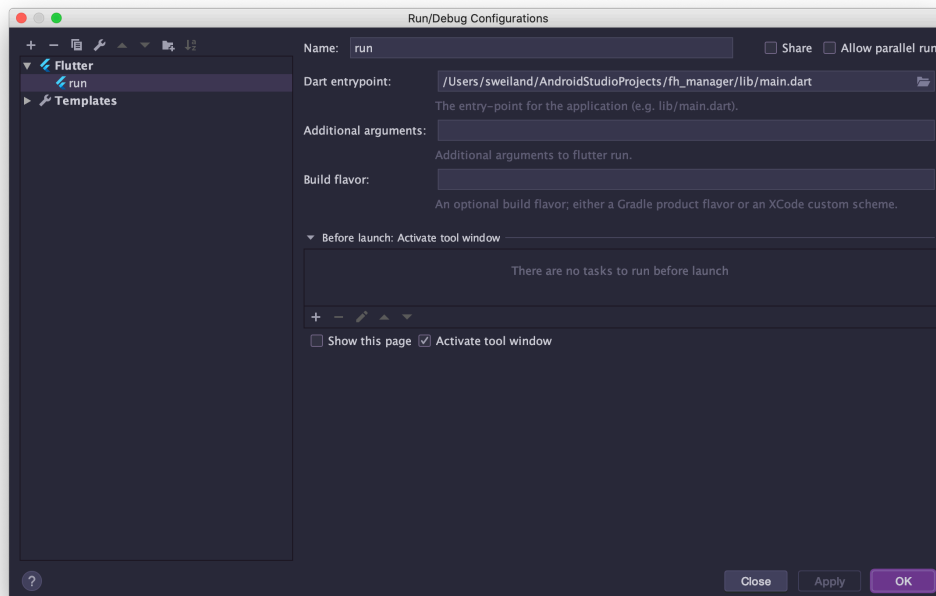 Run/Debug Configurations
Name: run
Share
Allow parallel run
Flutter
run
Templates
Dart entrypoint: /Users/sweiland/AndroidStudioProjects/fh_manager/lib/main.dart
The entry-point for the application (e.g. lib/main.dart).
Additional arguments:
Additional arguments to flutter run.
Build flavor:
An optional build flavor; either a Gradle product flavor or an XCode custom scheme.
Before launch: Activate tool window
There are no tasks to run before launch
Show this page
Activate tool window
?
Close
Apply
OK